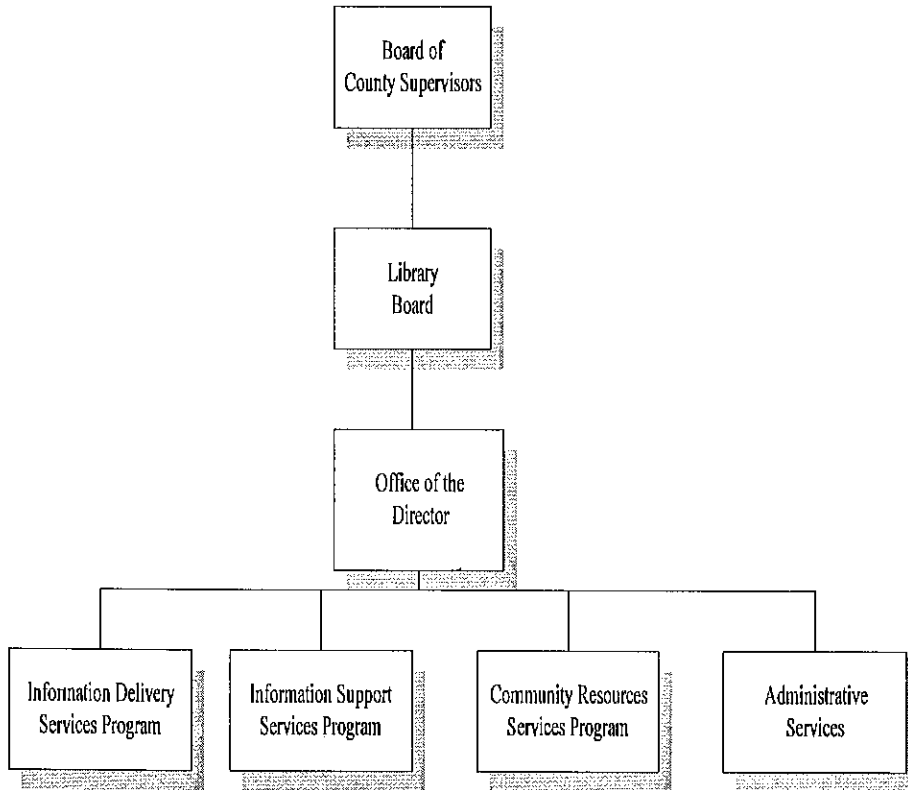 Board of
County Supervisors
Library
Board
Office of the
Director
Information Delivery
Services Program
Information Support
Services Program
Community Resources
Services Program
Administrative
Services